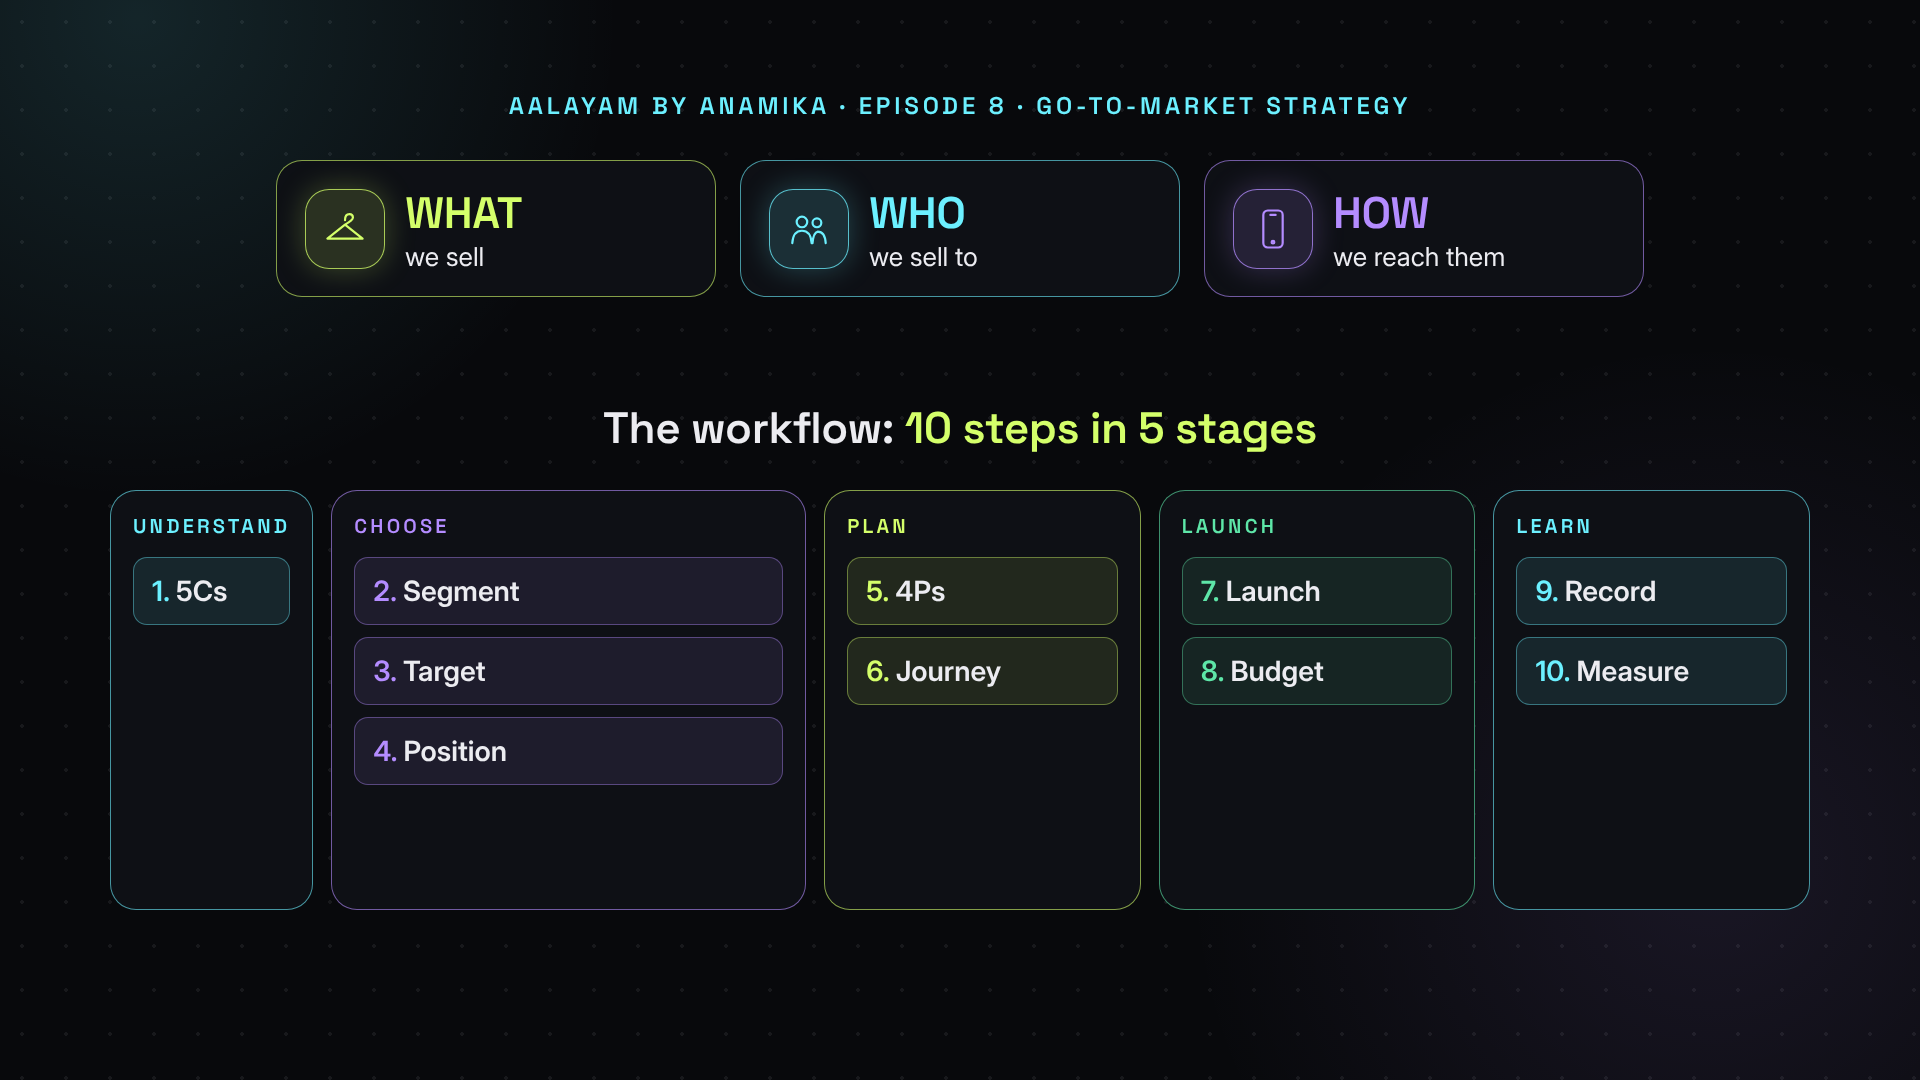 AALAYAM BY ANAMIKA · EPISODE 8 · GO-TO-MARKET STRATEGY
WHAT
we sell
WHO
we sell to
HOW
we reach them
The workflow: 10 steps in 5 stages
UNDERSTAND
1. 5Cs
CHOOSE
2. Segment
3. Target
4. Position
PLAN
5. 4Ps
6. Journey
LAUNCH
7. Launch
8. Budget
LEARN
9. Record
10. Measure